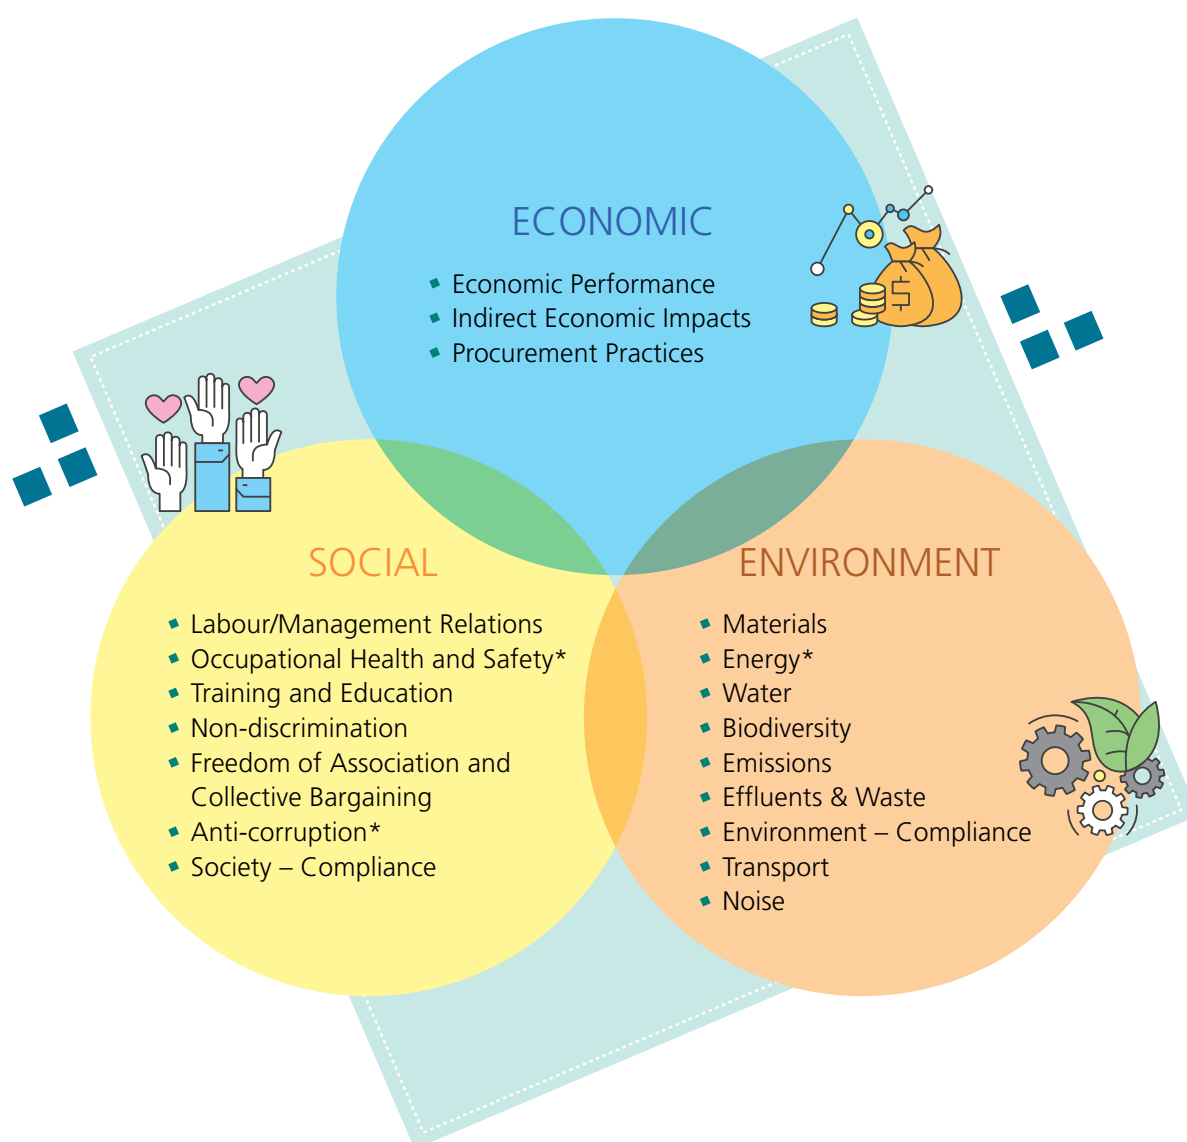 ECONOMIC
Economic Performance
Indirect Economic Impacts
Procurement Practices
SOCIAL
Labour/Management Relations
Occupational Health and Safety*
Training and Education
Non-discrimination
Freedom of Association and
Collective Bargaining
Anti-corruption*
Society – Compliance
ENVIRONMENT
Materials
Energy*
Water
Biodiversity
Emissions
Effluents & Waste
Environment – Compliance
Transport
Noise
$